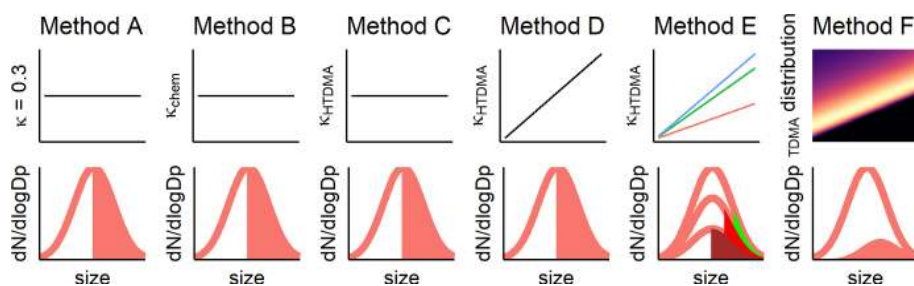 Method A
Method B
Method C
Method D
Method E
Method F
κ = 0.3
κchem
κHTDMA
κHTDMA
κHTDMA
TDMA distribution
dN/dlogDp
dN/dlogDp
dN/dlogDp
dN/dlogDp
dN/dlogDp
dN/dlogDp
size
size
size
size
size
size